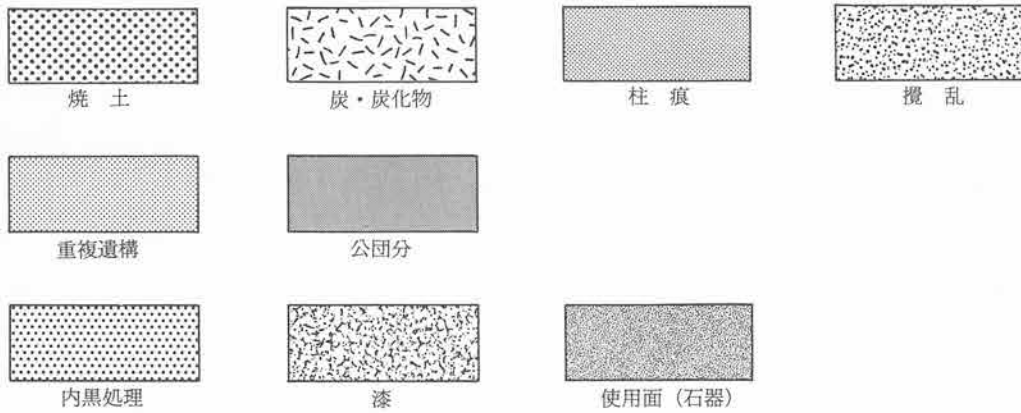 焼　土
炭・炭化物
柱　痕
攪　乱
重複遺構
公団分
内黒処理
漆
使用面（石器）